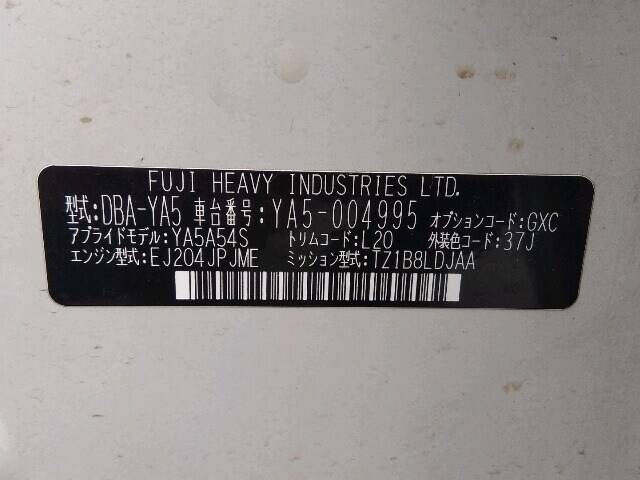 FUJI HEAVY INDUSTRIES LTD.
型式:DBA-YA5 車台番号:YA5-004995 オプションコード:GXC
アプライドモデル:YA5A54S トリムコード:L20 外装色コード:37J
エンジン型式:EJ204JPJME ミッション型式:TZ1B8LDJAA